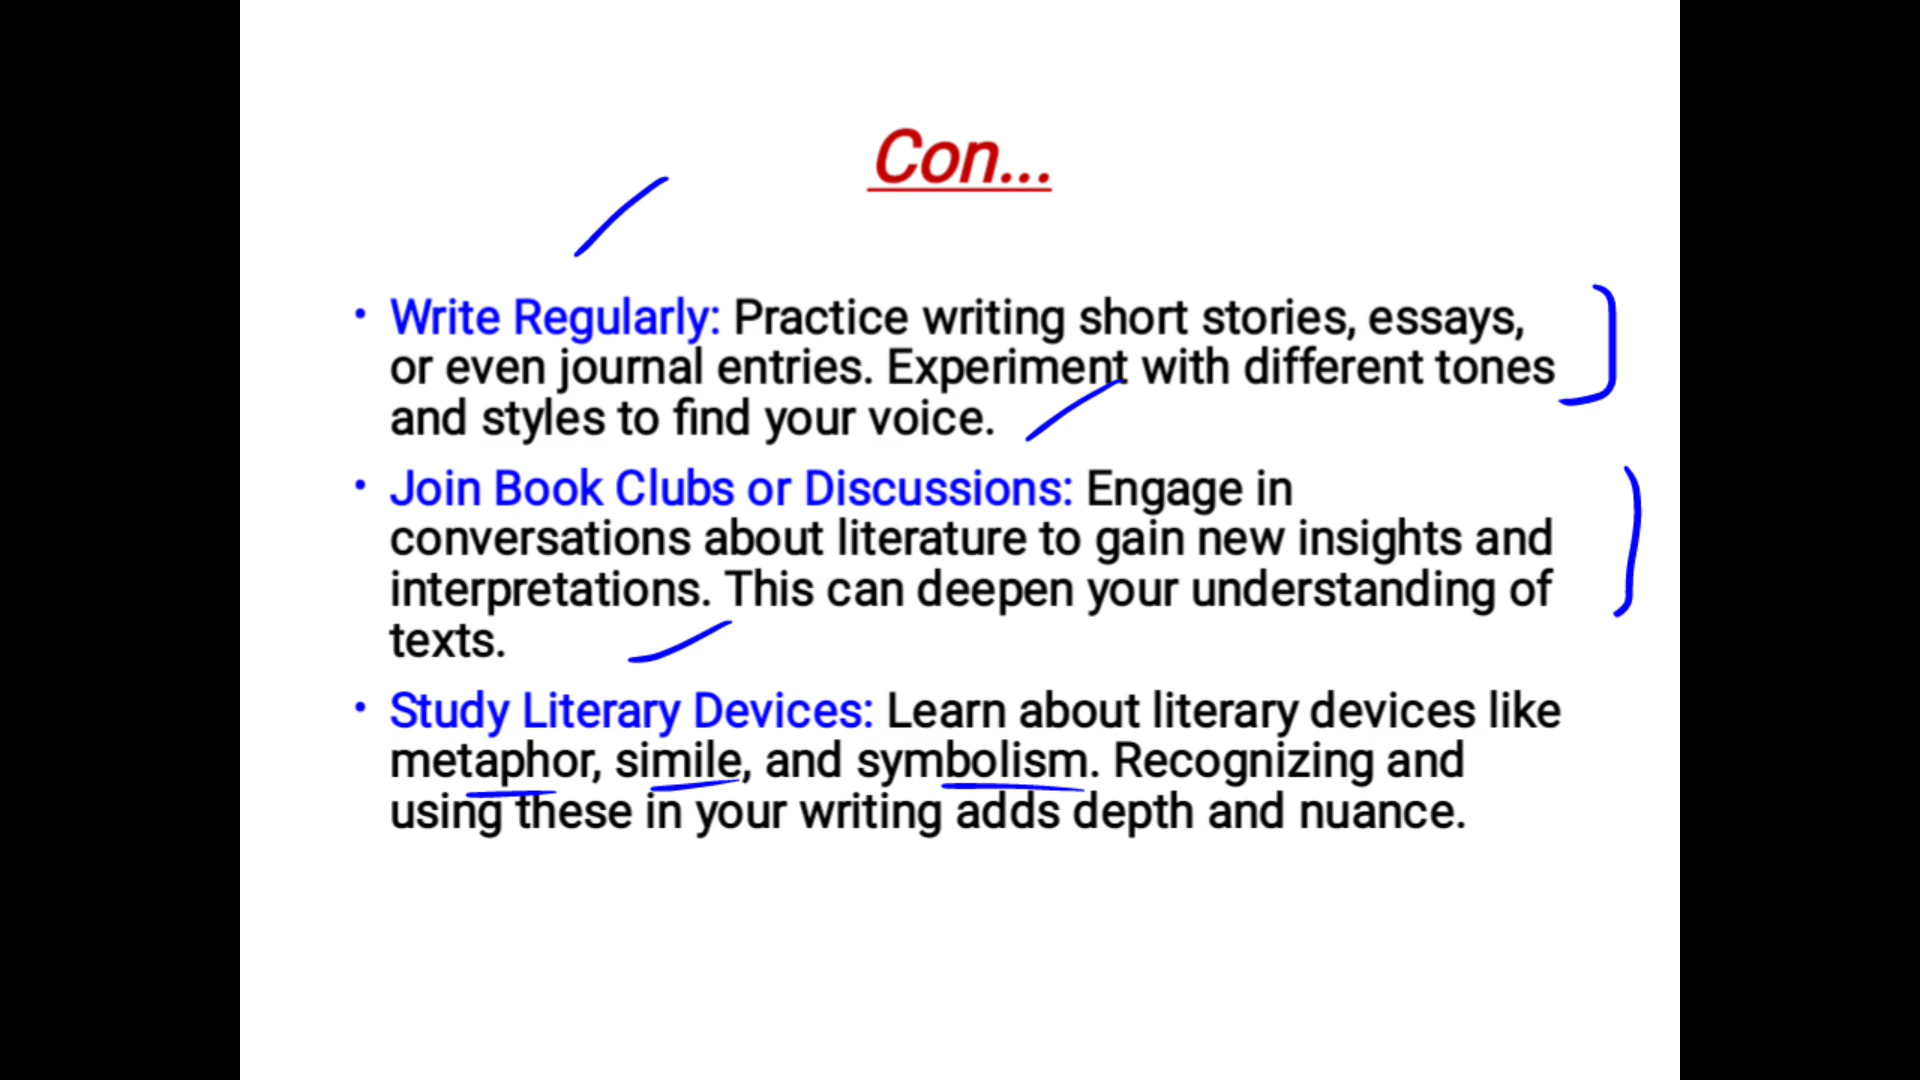 Con...
• Write Regularly: Practice writing short stories, essays,
or even journal entries. Experiment with different tones
and styles to find your voice.
• Join Book Clubs or Discussions: Engage in
conversations about literature to gain new insights and
interpretations. This can deepen your understanding of
texts.
• Study Literary Devices: Learn about literary devices like
metaphor, simile, and symbolism. Recognizing and
using these in your writing adds depth and nuance.